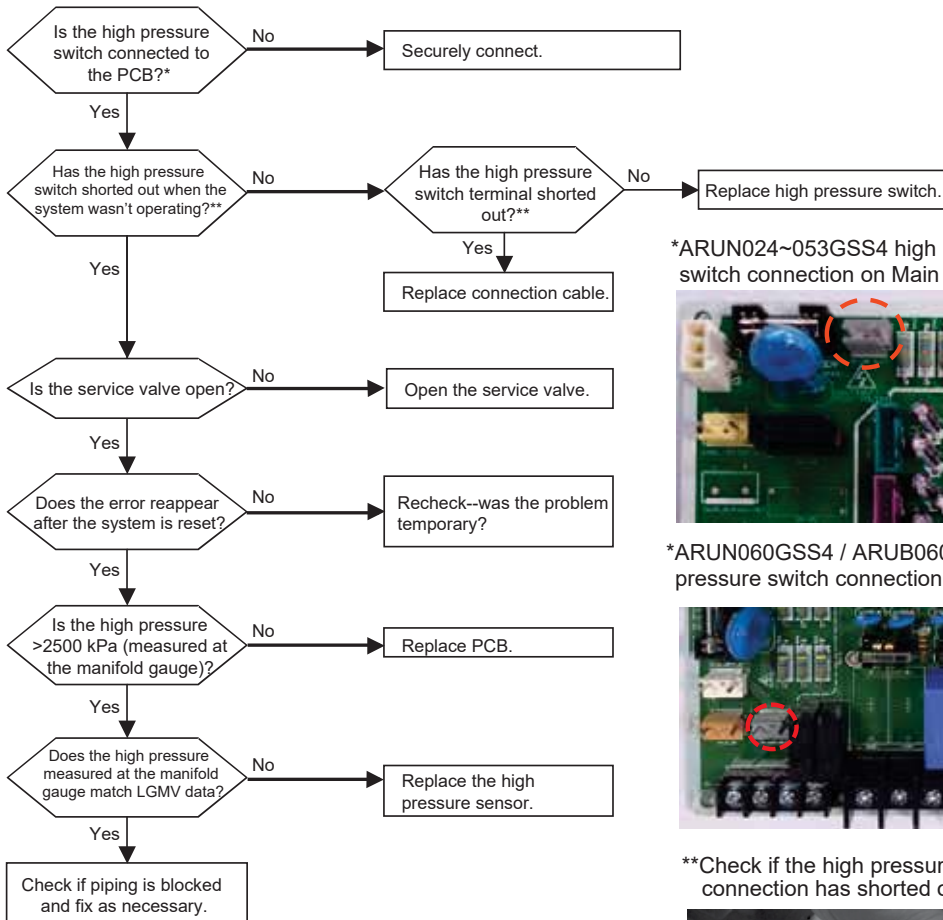 Is the high pressure
switch connected to
the PCB?*
No
Securely connect.
Yes
Has the high pressure
switch shorted out when the
system wasn't operating?**
No
Has the high pressure
switch terminal shorted
out?**
No
Replace high pressure switch.
Yes
Replace connection cable.
Yes
*ARUN024~053GSS4 high
switch connection on Main
Is the service valve open?
No
Open the service valve.
Yes
Does the error reappear
after the system is reset?
No
Recheck--was the problem
temporary?
Yes
*ARUN060GSS4 / ARUB060
pressure switch connection
Is the high pressure
>2500 kPa (measured at
the manifold gauge)?
No
Replace PCB.
Yes
Does the high pressure
measured at the manifold
gauge match LGMV data?
No
Replace the high
pressure sensor.
Yes
Check if piping is blocked
and fix as necessary.
**Check if the high pressur
connection has shorted o